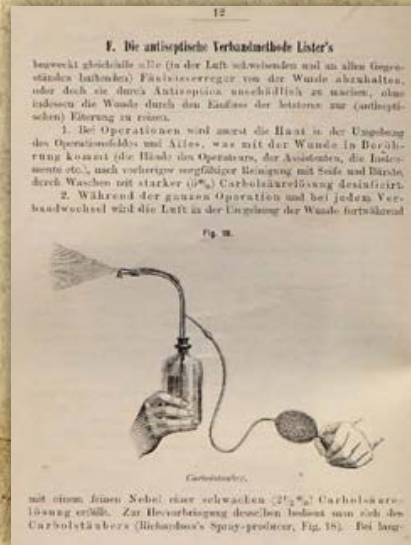 12
F. Die antiseptische Verbandmethode Lister's
bezweckt gleichfalls alle (in der Luft schwebenden und an allen Gegen-
ständen haftenden) Fäulnisserreger von der Wunde abzuhalten,
oder doch sie durch Antiseptica unschädlich zu machen, ohne
indessen die Wunde durch den Einfluss der letzteren zur (antisepti-
schen) Eiterung zu reizen.
1. Bei Operationen wird zuerst die Haut in der Umgebung
des Operationsfeldes und Alles, was mit der Wunde in Berüh-
rung kommt (die Hände des Operateurs, der Assistenten, die Instru-
mente etc.), nach vorheriger sorgfältiger Reinigung mit Seife und Bürste,
durch Waschen mit starker (5%) Carbolsäurelösung desinficirt.
2. Während der ganzen Operation und bei jedem Ver-
bandwechsel wird die Luft in der Umgebung der Wunde fortwährend
Fig. 18.
Carbolstäuber.
mit einem feinen Nebel einer schwachen (2½%) Carbolsäure-
lösung erfüllt. Zur Hervorbringung desselben bedient man sich des
Carbolstäubers (Richardson's Spray-producer, Fig. 18). Bei lang-